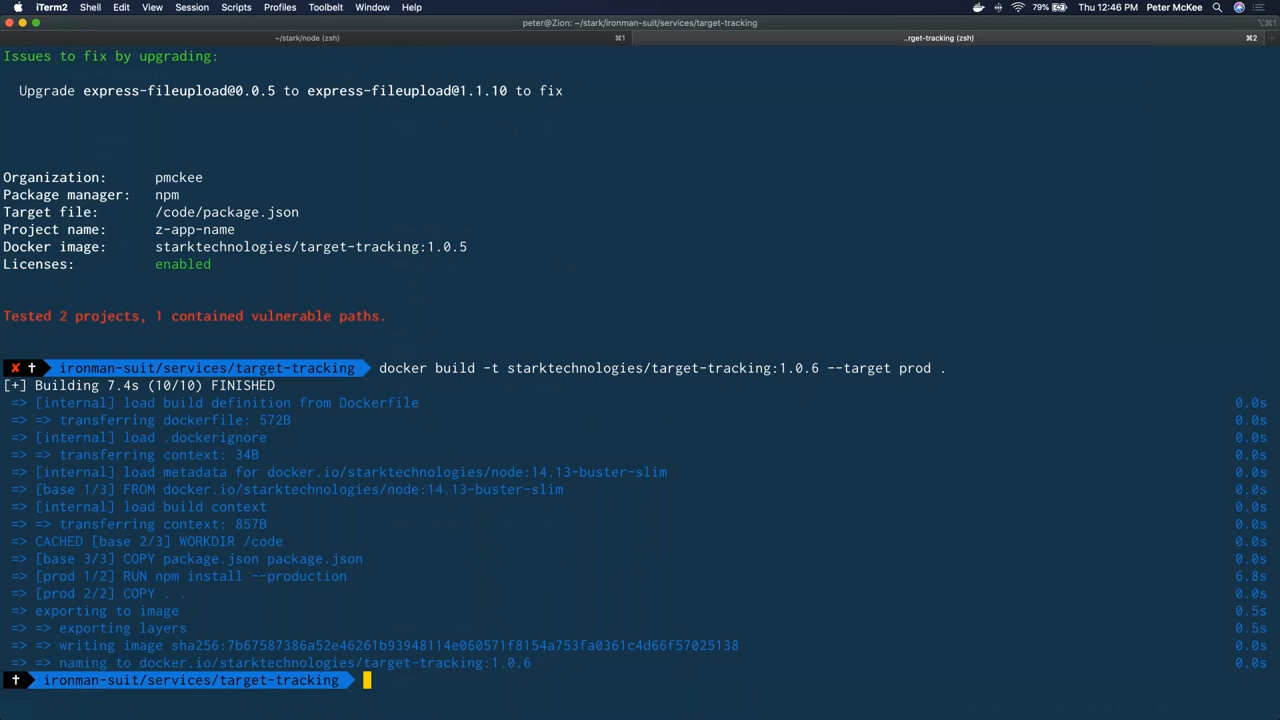 iTerm2 Shell Edit View Session Scripts Profiles Toolbelt Window Help 79% Thu 12:46 PM Peter McKee
peter@Zion: ~/stark/ironman-suit/services/target-tracking
~/stark/node (zsh) ⌘1 ..rget-tracking (zsh) ⌘2
Issues to fix by upgrading:
Upgrade express-fileupload@0.0.5 to express-fileupload@1.1.10 to fix
Organization: pmckee
Package manager: npm
Target file: /code/package.json
Project name: z-app-name
Docker image: starktechnologies/target-tracking:1.0.5
Licenses: enabled
Tested 2 projects, 1 contained vulnerable paths.
✘ † ironman-suit/services/target-tracking docker build -t starktechnologies/target-tracking:1.0.6 --target prod .
[+] Building 7.4s (10/10) FINISHED
=> [internal] load build definition from Dockerfile 0.0s
=> => transferring dockerfile: 572B 0.0s
=> [internal] load .dockerignore 0.0s
=> => transferring context: 34B 0.0s
=> [internal] load metadata for docker.io/starktechnologies/node:14.13-buster-slim 0.0s
=> [base 1/3] FROM docker.io/starktechnologies/node:14.13-buster-slim 0.0s
=> [internal] load build context 0.0s
=> => transferring context: 857B 0.0s
=> CACHED [base 2/3] WORKDIR /code 0.0s
=> [base 3/3] COPY package.json package.json 0.0s
=> [prod 1/2] RUN npm install --production 6.8s
=> [prod 2/2] COPY . . 0.0s
=> exporting to image 0.5s
=> => exporting layers 0.5s
=> => writing image sha256:7b67587386a52e46261b93948114e060571f8154a753fa0361c4d66f57025138 0.0s
=> => naming to docker.io/starktechnologies/target-tracking:1.0.6 0.0s
† ironman-suit/services/target-tracking